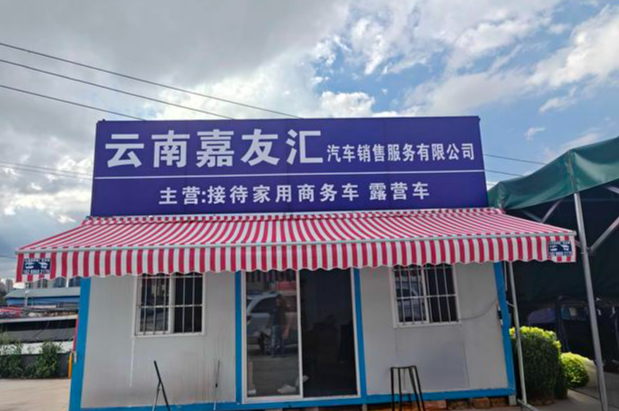 云南嘉友汇汽车销售服务有限公司
主营:接待家用商务车 露营车